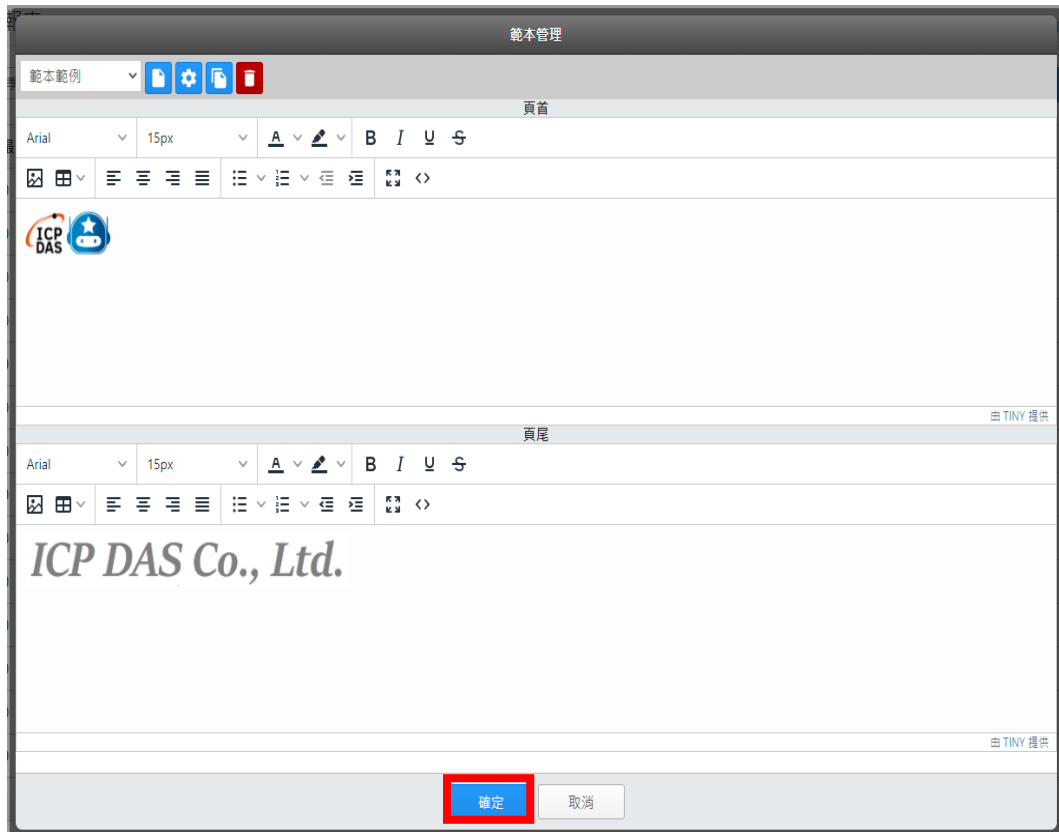 範本管理
範本範例
頁首
Arial 15px A B I U S
ICP
DAS
由 TINY 提供
頁尾
Arial 15px A B I U S
ICP DAS Co., Ltd.
由 TINY 提供
確定 取消